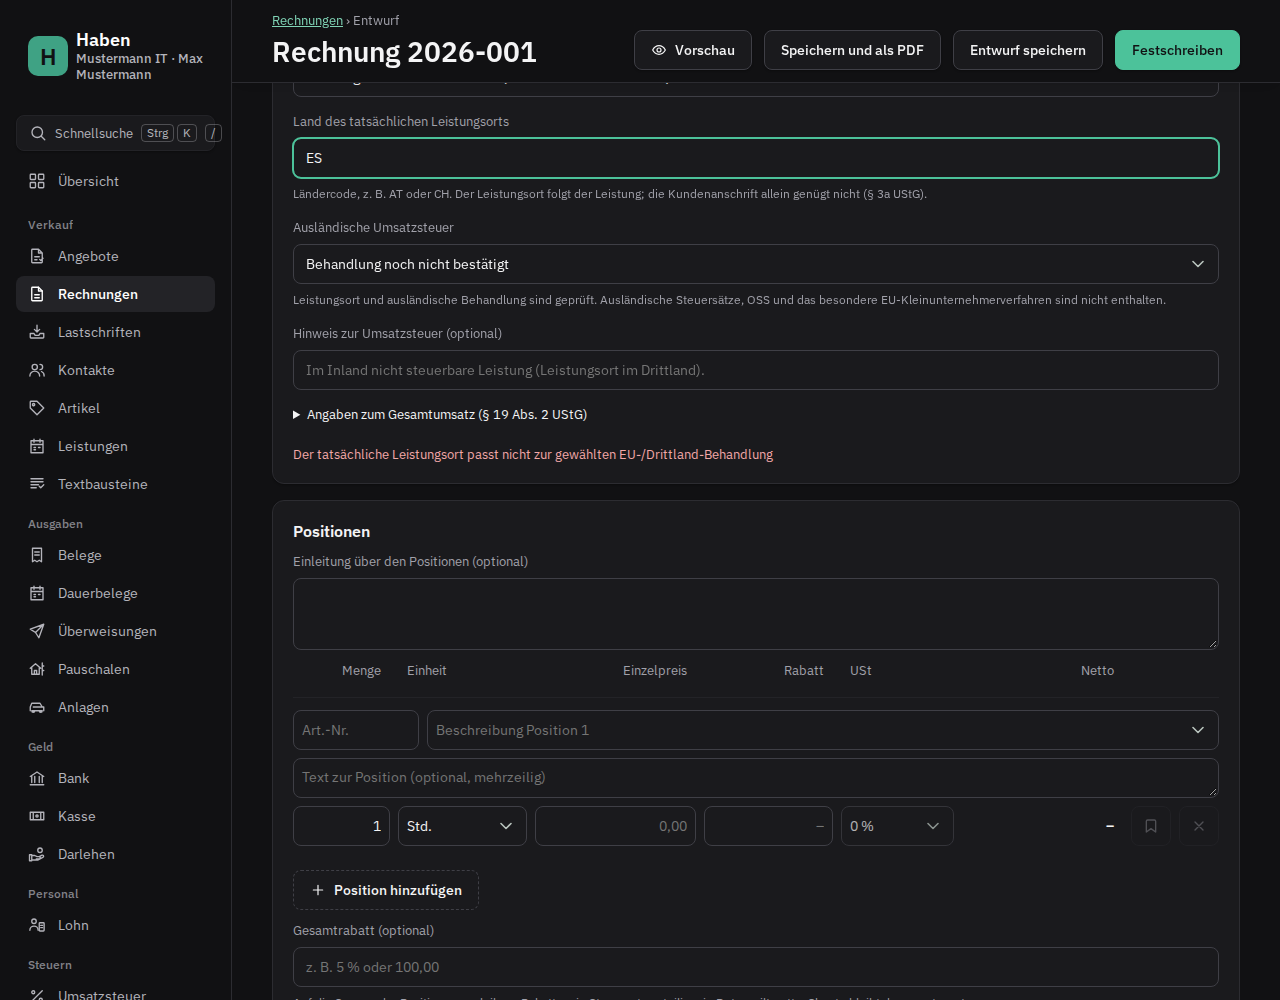 H
Haben
Mustermann IT · Max
Mustermann
Schnellsuche Strg K /
Übersicht
Verkauf
Angebote
Rechnungen
Lastschriften
Kontakte
Artikel
Leistungen
Textbausteine
Ausgaben
Belege
Dauerbelege
Überweisungen
Pauschalen
Anlagen
Geld
Bank
Kasse
Darlehen
Personal
Lohn
Steuern
Umsatzsteuer
Rechnungen › Entwurf
Rechnung 2026-001
Vorschau
Speichern und als PDF
Entwurf speichern
Festschreiben
Land des tatsächlichen Leistungsorts
ES
Ländercode, z. B. AT oder CH. Der Leistungsort folgt der Leistung; die Kundenanschrift allein genügt nicht (§ 3a UStG).
Ausländische Umsatzsteuer
Behandlung noch nicht bestätigt
Leistungsort und ausländische Behandlung sind geprüft. Ausländische Steuersätze, OSS und das besondere EU-Kleinunternehmerverfahren sind nicht enthalten.
Hinweis zur Umsatzsteuer (optional)
Im Inland nicht steuerbare Leistung (Leistungsort im Drittland).
Angaben zum Gesamtumsatz (§ 19 Abs. 2 UStG)
Der tatsächliche Leistungsort passt nicht zur gewählten EU-/Drittland-Behandlung
Positionen
Einleitung über den Positionen (optional)
Menge Einheit Einzelpreis Rabatt USt Netto
Art.-Nr. Beschreibung Position 1
Text zur Position (optional, mehrzeilig)
1 Std. 0,00 – 0 % –
Position hinzufügen
Gesamtrabatt (optional)
z. B. 5 % oder 100,00